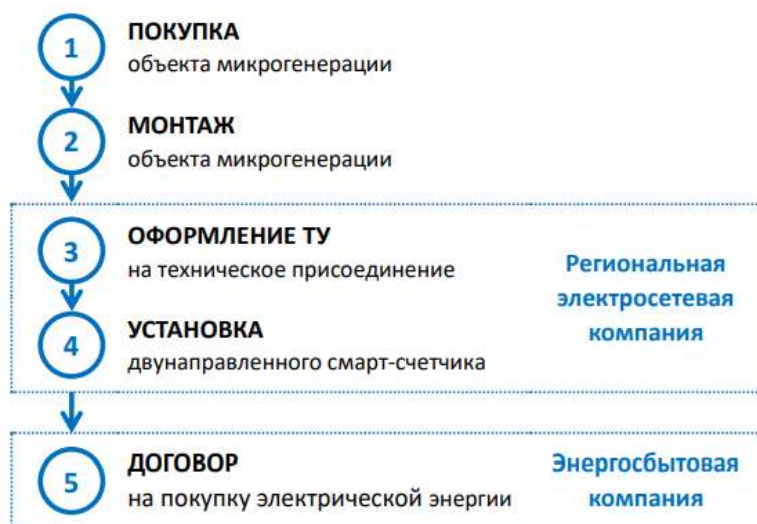 1
ПОКУПКА
объекта микрогенерации
2
МОНТАЖ
объекта микрогенерации
3
ОФОРМЛЕНИЕ ТУ
на техническое присоединение
4
УСТАНОВКА
двунаправленного смарт-счетчика
Региональная
электросетевая
компания
5
ДОГОВОР
на покупку электрической энергии
Энергосбытовая
компания